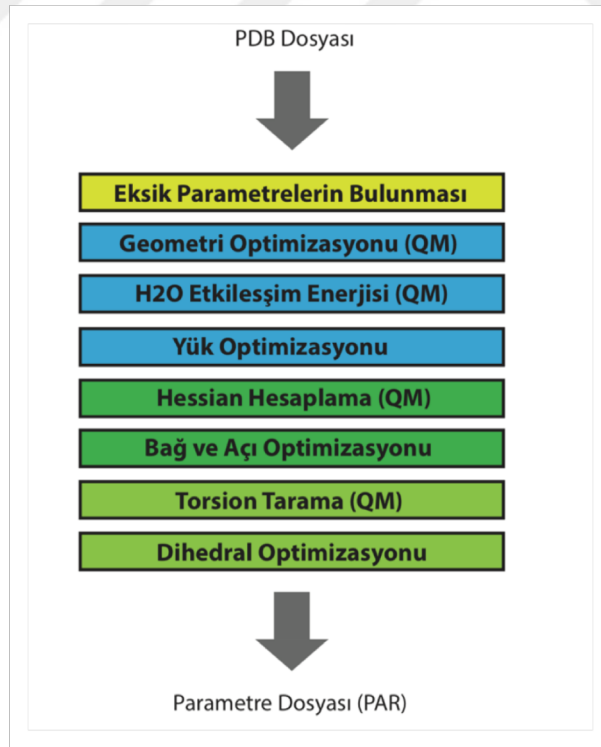 PDB Dosyası
Eksik Parametrelerin Bulunması
Geometri Optimizasyonu (QM)
H2O Etkilesşim Enerjisi (QM)
Yük Optimizasyonu
Hessian Hesaplama (QM)
Bağ ve Açı Optimizasyonu
Torsion Tarama (QM)
Dihedral Optimizasyonu
Parametre Dosyası (PAR)